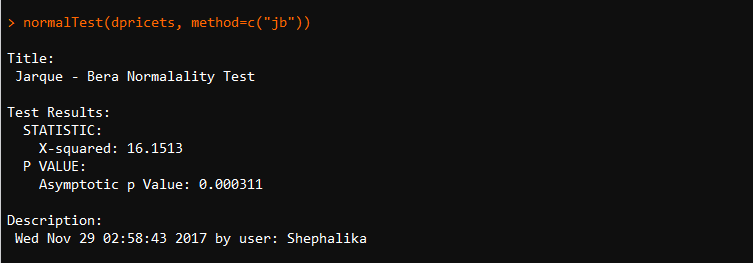 > normalTest(dpricets, method=c("jb"))
Title:
Jarque - Bera Normalality Test
Test Results:
STATISTIC:
X-squared: 16.1513
P VALUE:
Asymptotic p Value: 0.000311
Description:
Wed Nov 29 02:58:43 2017 by user: Shephalika